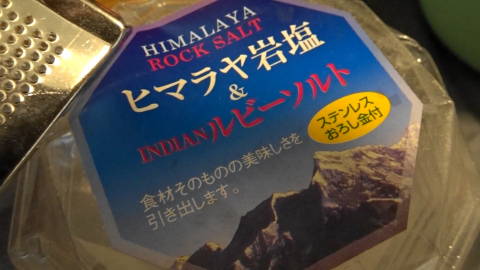 HIMALAYA
ROCK SALT
ヒマラヤ岩塩
&
INDIANルビーソルト
ステンレス
おろし金付
食材そのものの美味しさを
引き出します。